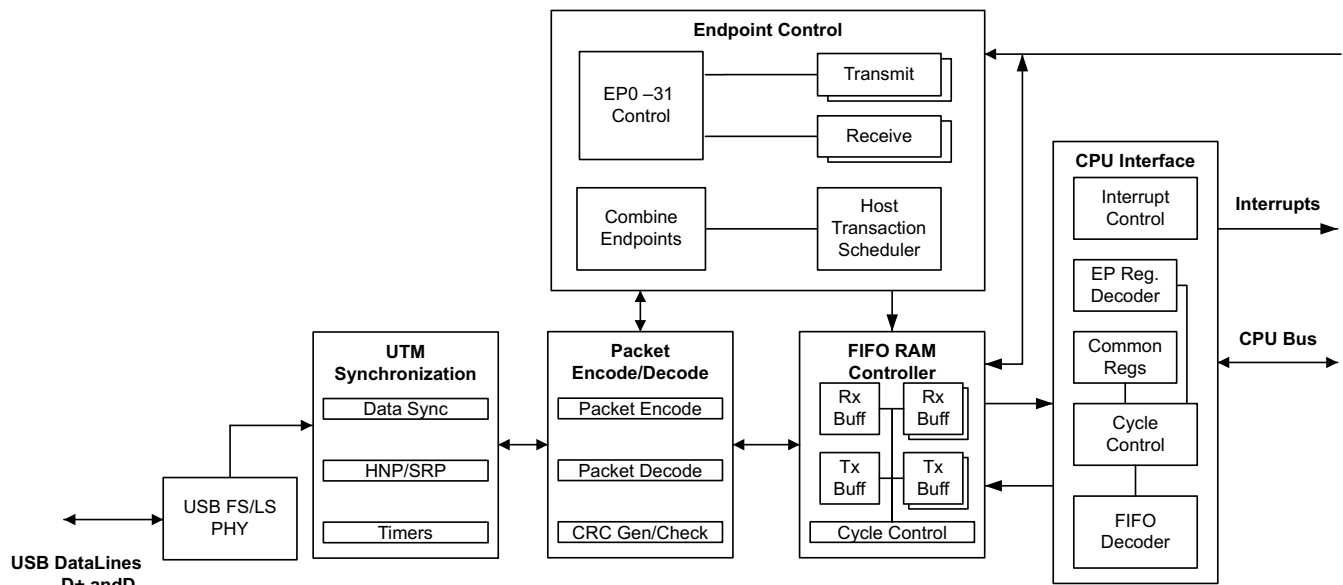 Endpoint Control
EP0 –31
Control
Transmit
Receive
Combine
Endpoints
Host
Transaction
Scheduler
CPU Interface
Interrupt
Control
EP Reg.
Decoder
Common
Regs
Cycle
Control
FIFO
Decoder
Interrupts
CPU Bus
UTM
Synchronization
Data Sync
HNP/SRP
Timers
Packet
Encode/Decode
Packet Encode
Packet Decode
CRC Gen/Check
FIFO RAM
Controller
Rx
Buff
Rx
Buff
Tx
Buff
Tx
Buff
Cycle Control
USB FS/LS
PHY
USB DataLines
D+ andD